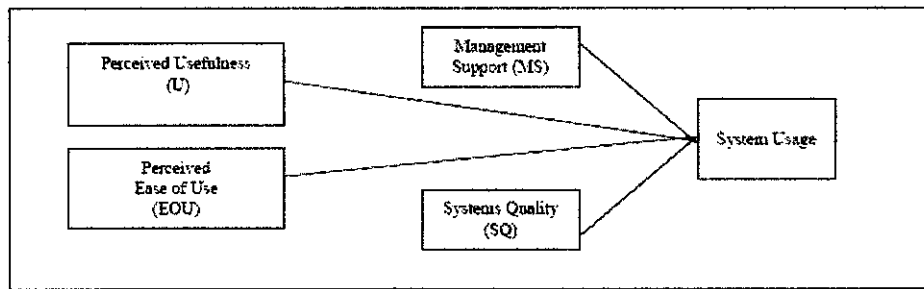 Perceived Usefulness
(U)
Management
Support (MS)
System Usage
Perceived
Ease of Use
(EOU)
Systems Quality
(SQ)